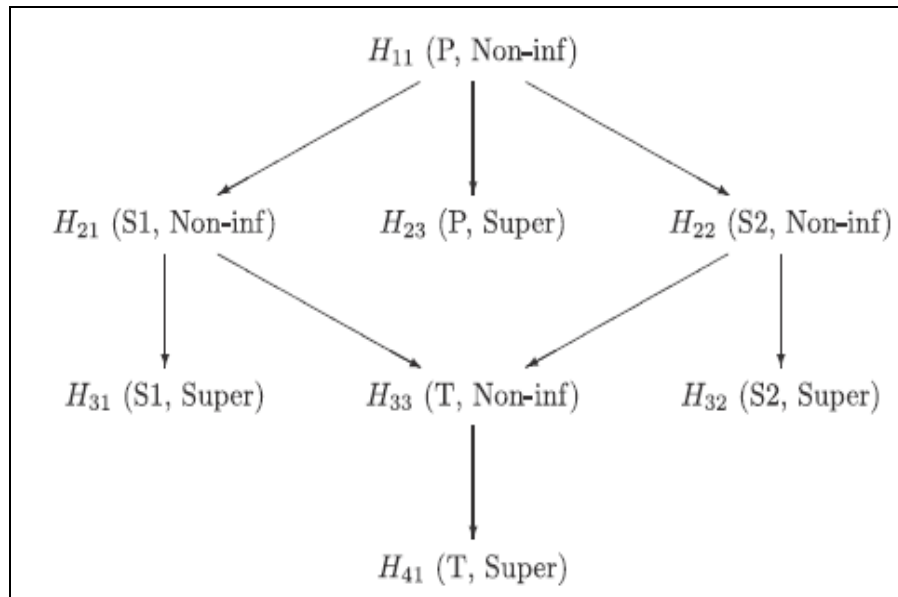 H₁₁ (P, Non-inf)
H₂₁ (S1, Non-inf) H₂₃ (P, Super) H₂₂ (S2, Non-inf)
H₃₁ (S1, Super) H₃₃ (T, Non-inf) H₃₂ (S2, Super)
H₄₁ (T, Super)